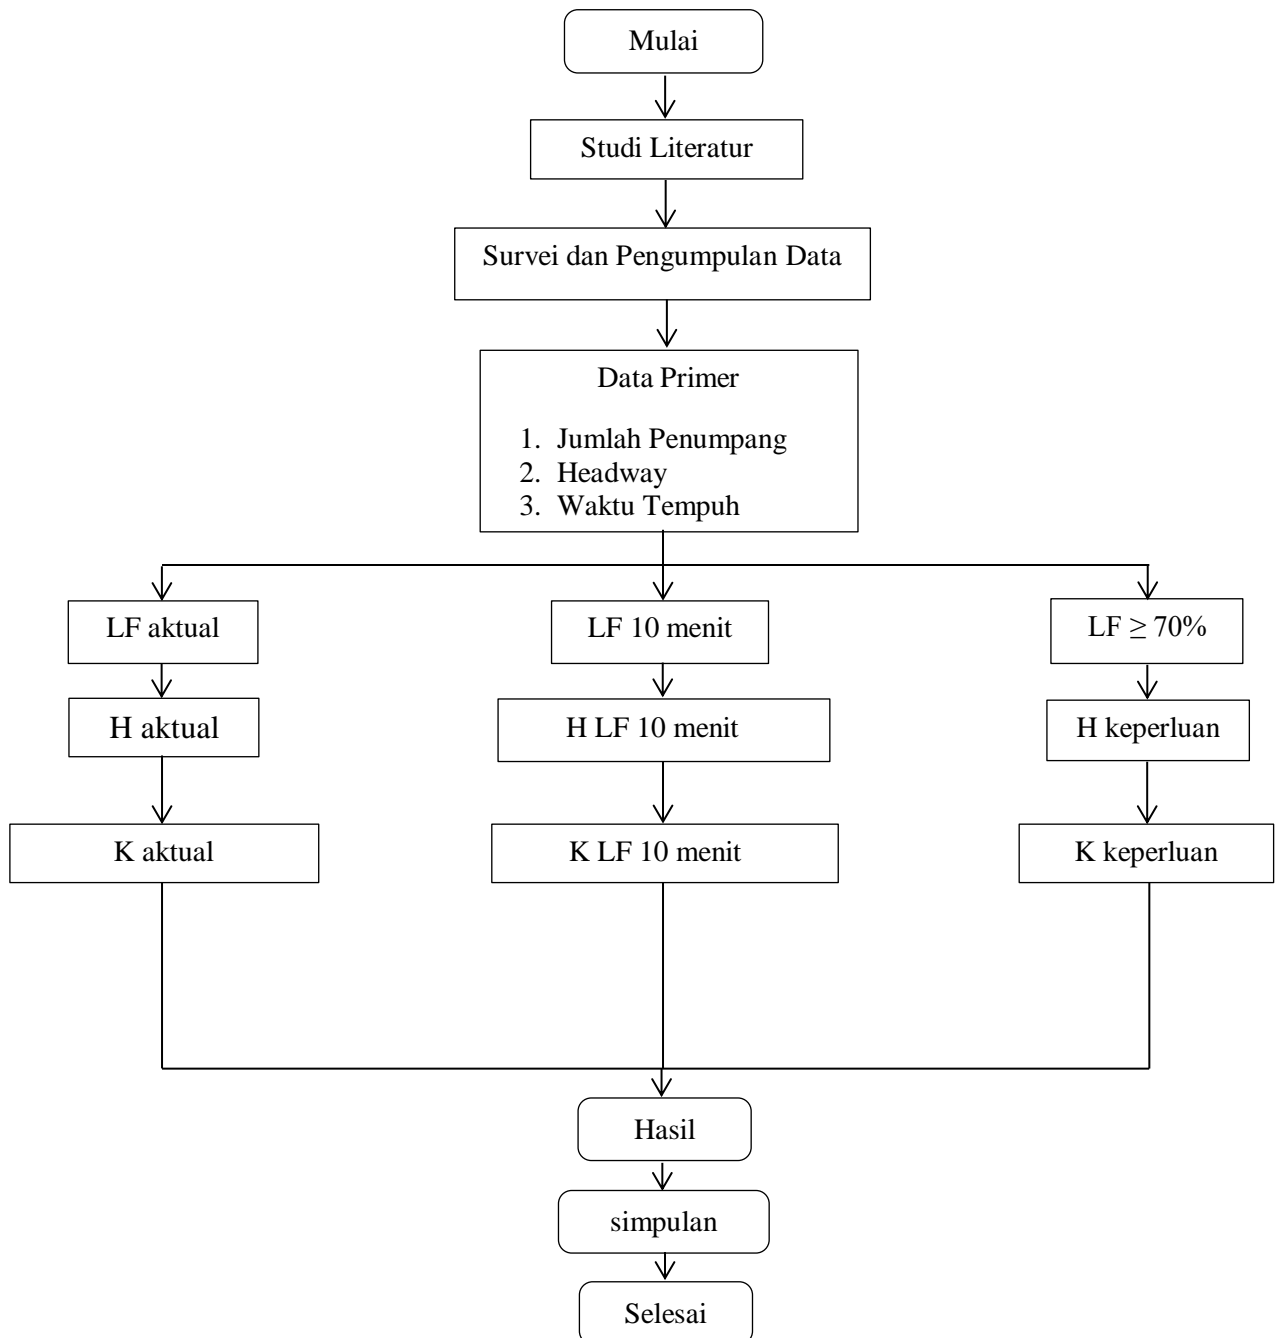 Mulai
Studi Literatur
Survei dan Pengumpulan Data
Data Primer
1. Jumlah Penumpang
2. Headway
3. Waktu Tempuh
LF aktual
LF 10 menit
LF ≥ 70%
H aktual
H LF 10 menit
H keperluan
K aktual
K LF 10 menit
K keperluan
Hasil
simpulan
Selesai